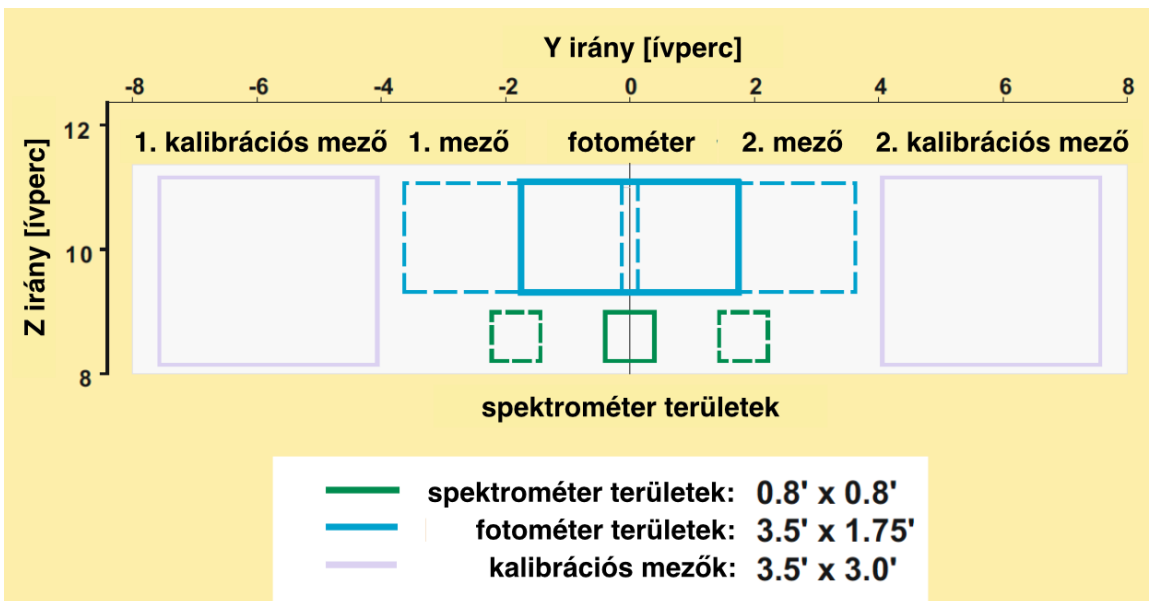 Y irány [ívperc]
-8 -6 -4 -2 0 2 4 6 8
Z irány [ívperc]
12
10
8
1. kalibrációs mező 1. mező fotométer 2. mező 2. kalibrációs mező
spektrométer területek
spektrométer területek: 0.8' x 0.8'
fotométer területek: 3.5' x 1.75'
kalibrációs mezők: 3.5' x 3.0'